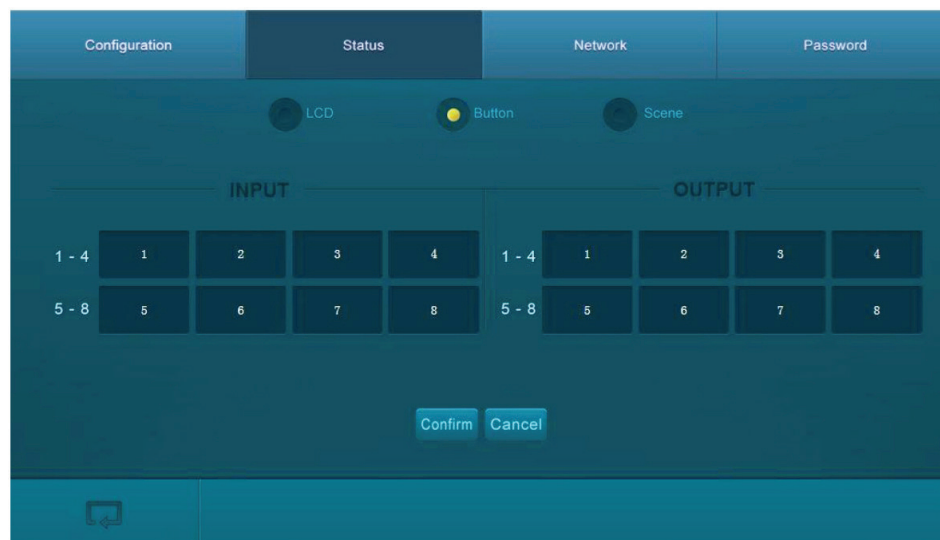 Configuration Status Network Password
LCD Button Scene
INPUT OUTPUT
1 - 4 1 2 3 4 1 - 4 1 2 3 4
5 - 8 5 6 7 8 5 - 8 5 6 7 8
Confirm Cancel